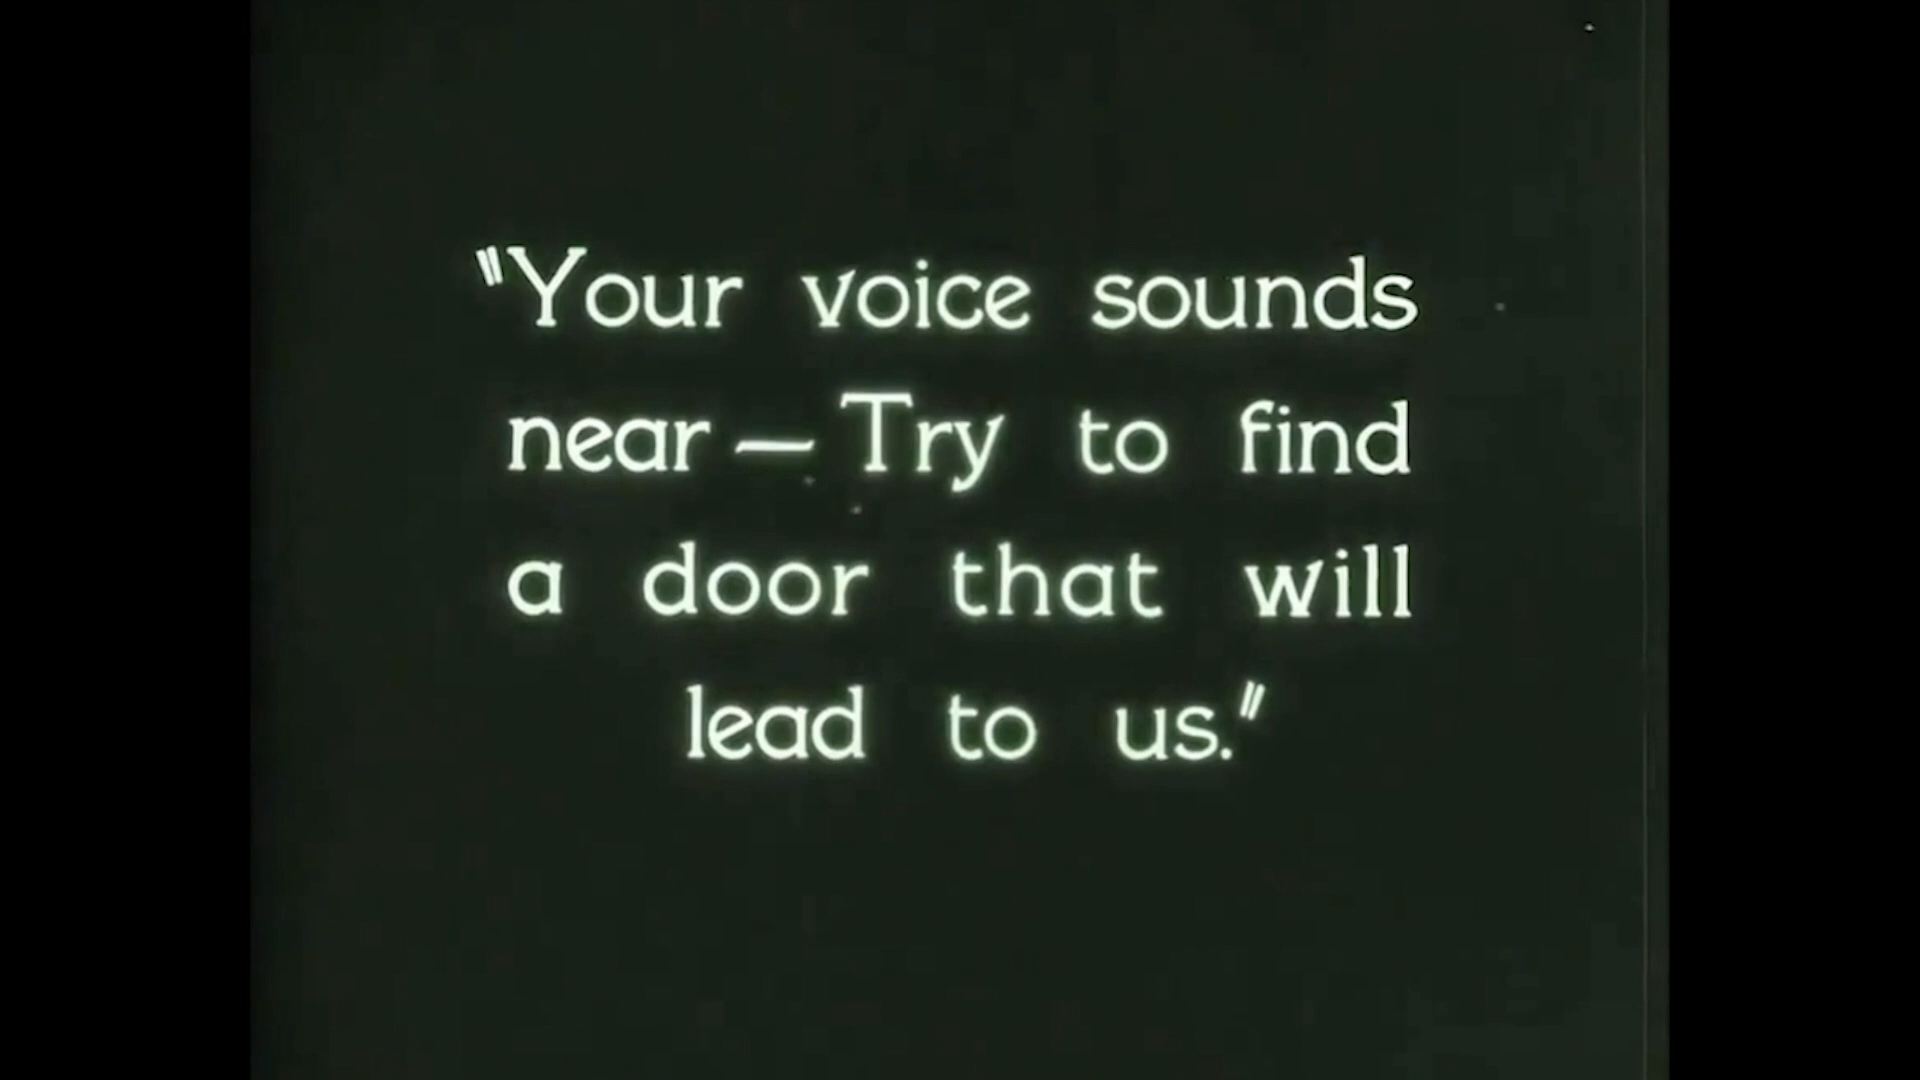 "Your voice sounds
near — Try to find
a door that will
lead to us."